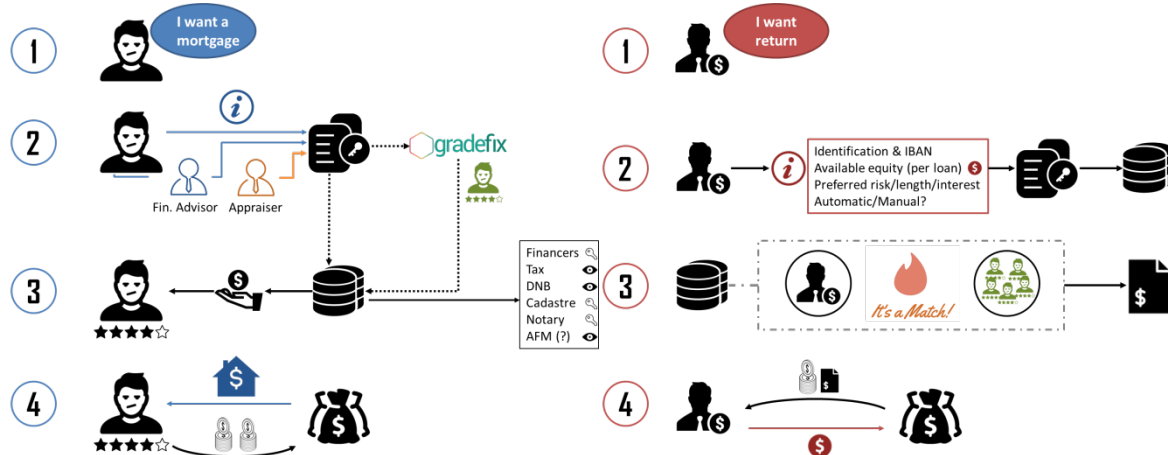 1
I want a
mortgage
2
i
gradefix
Fin. Advisor
Appraiser
3
$
Financers
Tax
DNB
Cadastre
Notary
AFM (?)
4
$
$
1
I want
return
$
2
$
i
Identification & IBAN
Available equity (per loan) $
Preferred risk/length/interest
Automatic/Manual?
3
$
It's a Match!
$
4
$
$
$
$